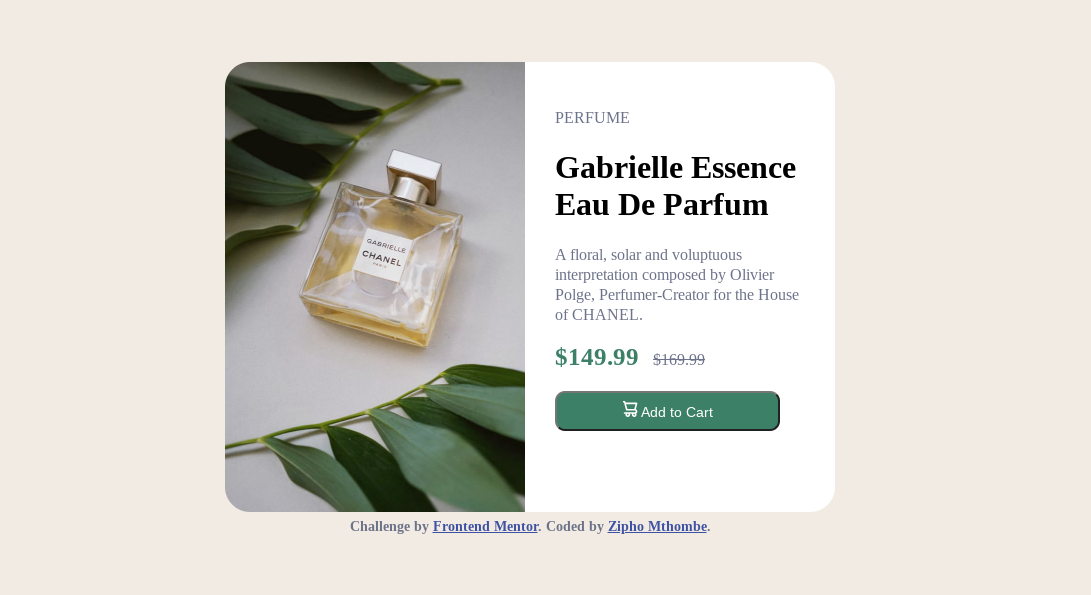 GABRIELLE
CHANEL
PARIS
PERFUME
Gabrielle Essence
Eau De Parfum
A floral, solar and voluptuous
interpretation composed by Olivier
Polge, Perfumer-Creator for the House
of CHANEL.
$149.99 $169.99
Add to Cart
Challenge by Frontend Mentor. Coded by Zipho Mthombe.